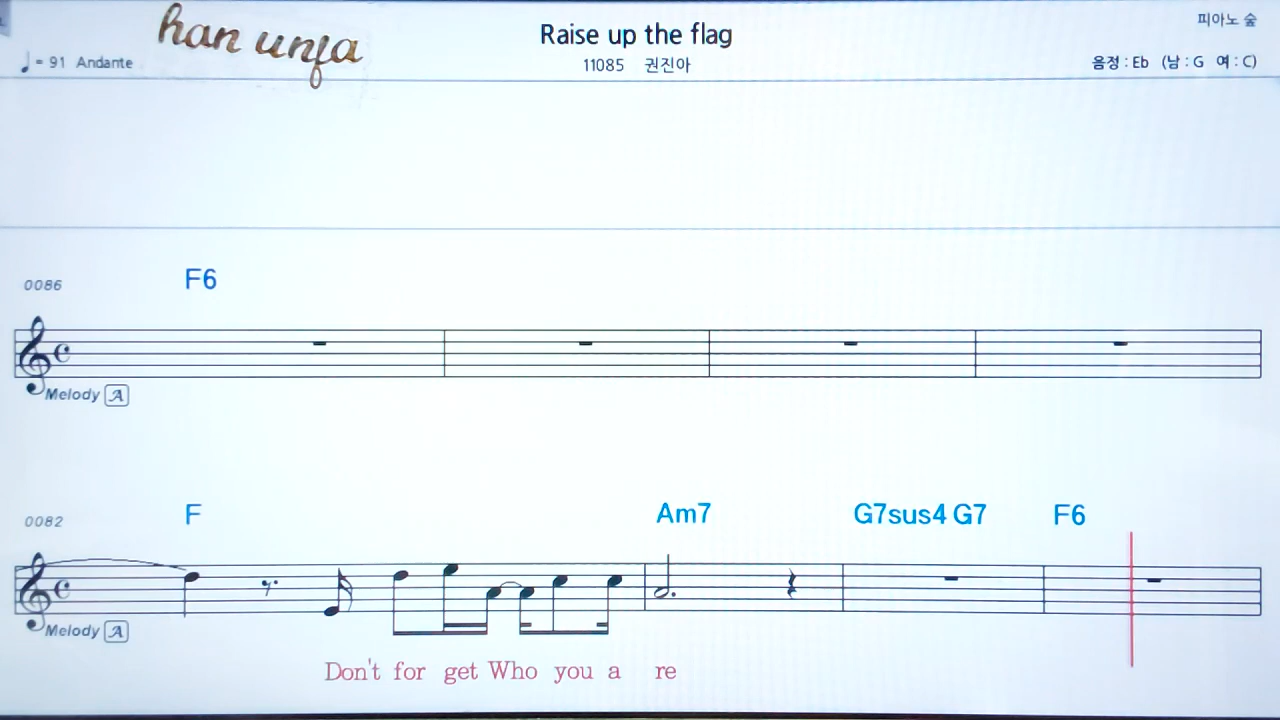 han unfa
Raise up the flag
피아노 숲
♩= 91 Andante
11085 권진아
음정 : Eb (남 : G 여 : C)
0086
F6
Melody A
0082
F Am7 G7sus4 G7 F6
Melody A
Don't for get Who you a re